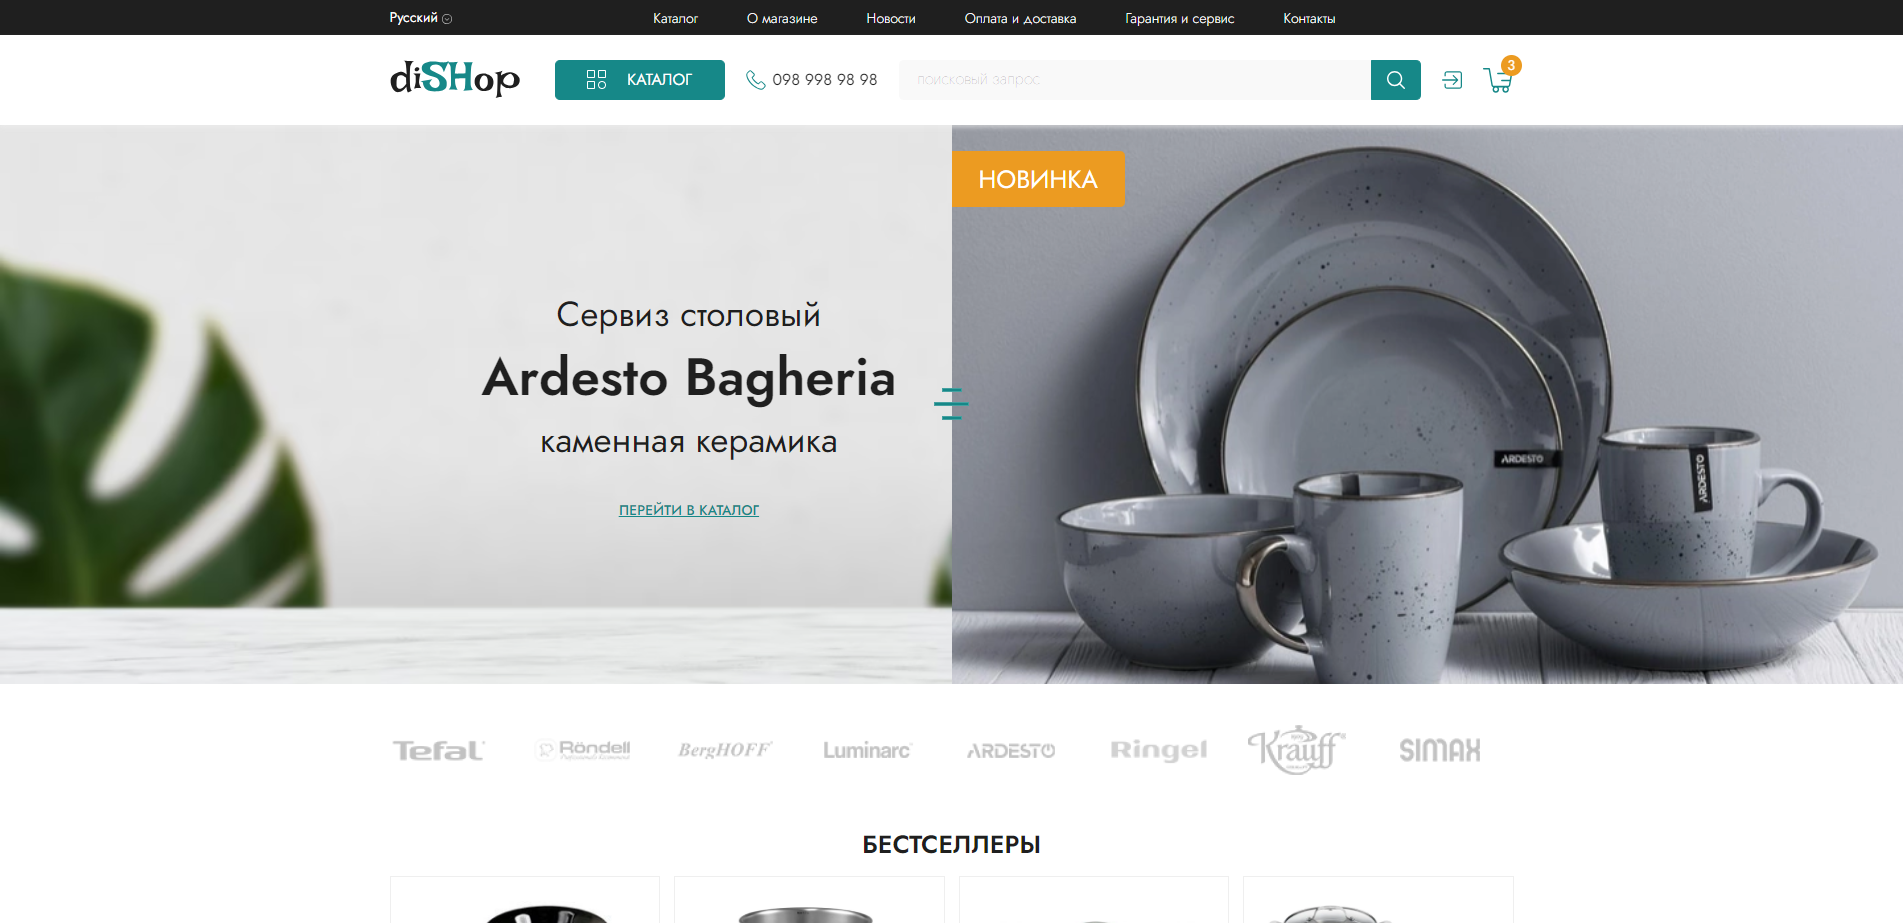 Русский
Каталог
О магазине
Новости
Оплата и доставка
Гарантия и сервис
Контакты
diSHop
КАТАЛОГ
098 998 98 98
поисковый запрос
3
НОВИНКА
Сервиз столовый
Ardesto Bagheria
каменная керамика
ПЕРЕЙТИ В КАТАЛОГ
ARDESTO
ARDESTO
Tefal
Röndell
BergHOFF
Luminarc
ARDESTO
Ringel
Krauff
SIMAX
БЕСТСЕЛЛЕРЫ